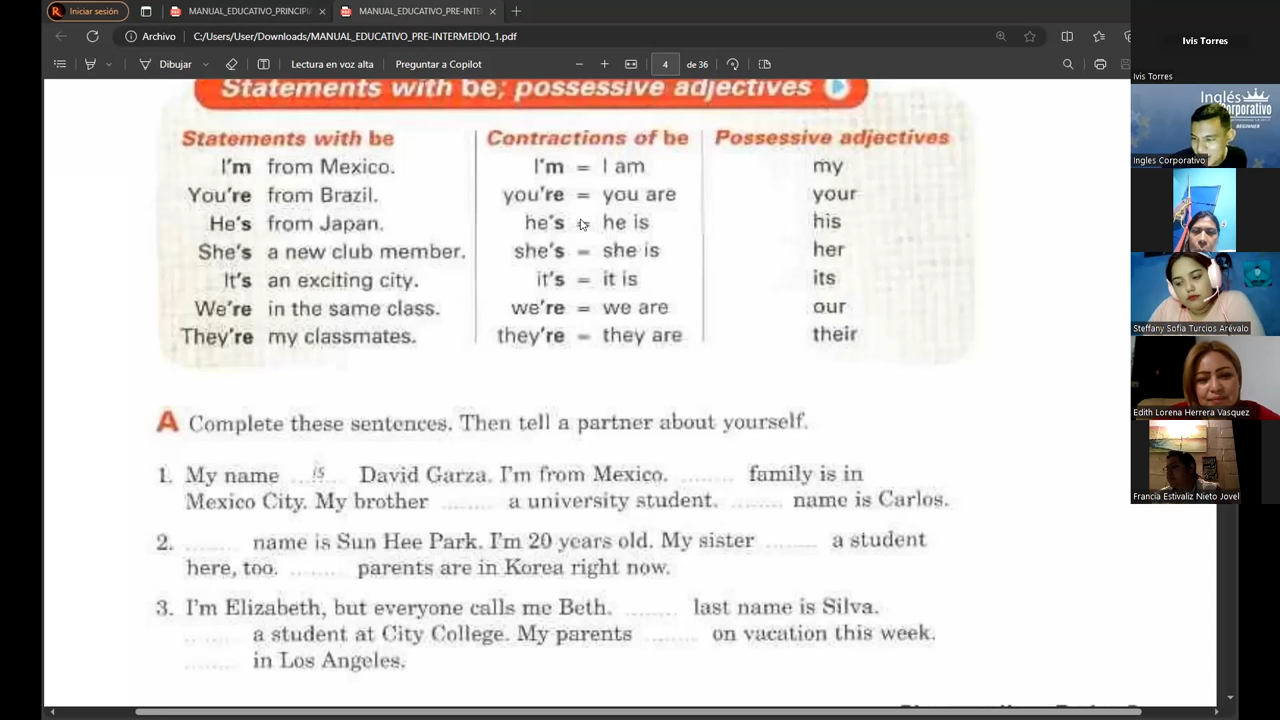 Iniciar sesión
MANUAL_EDUCATIVO_PRINCIPI
MANUAL_EDUCATIVO_PRE-INTE
Archivo C:/Users/User/Downloads/MANUAL_EDUCATIVO_PRE-INTERMEDIO_1.pdf
Dibujar Lectura en voz alta Preguntar a Copilot 4 de 36
Statements with be; possessive adjectives
Statements with be Contractions of be Possessive adjectives
I'm from Mexico. I'm = I am my
You're from Brazil. you're = you are your
He's from Japan. he's = he is his
She's a new club member. she's = she is her
It's an exciting city. it's = it is its
We're in the same class. we're = we are our
They're my classmates. they're = they are their
A Complete these sentences. Then tell a partner about yourself.
1. My name is David Garza. I'm from Mexico. ........ family is in
Mexico City. My brother ........ a university student. ........ name is Carlos.
2. ........ name is Sun Hee Park. I'm 20 years old. My sister ........ a student
here, too. ........ parents are in Korea right now.
3. I'm Elizabeth, but everyone calls me Beth. ........ last name is Silva.
........ a student at City College. My parents ........ on vacation this week.
........ in Los Angeles.
Ivis Torres
Ivis Torres
Inglés
Corporativo
BEGINNER
Ingles Corporativo
Steffany Sofia Turcios Arévalo
Edith Lorena Herrera Vasquez
Francia Estivaliz Nieto Jovel